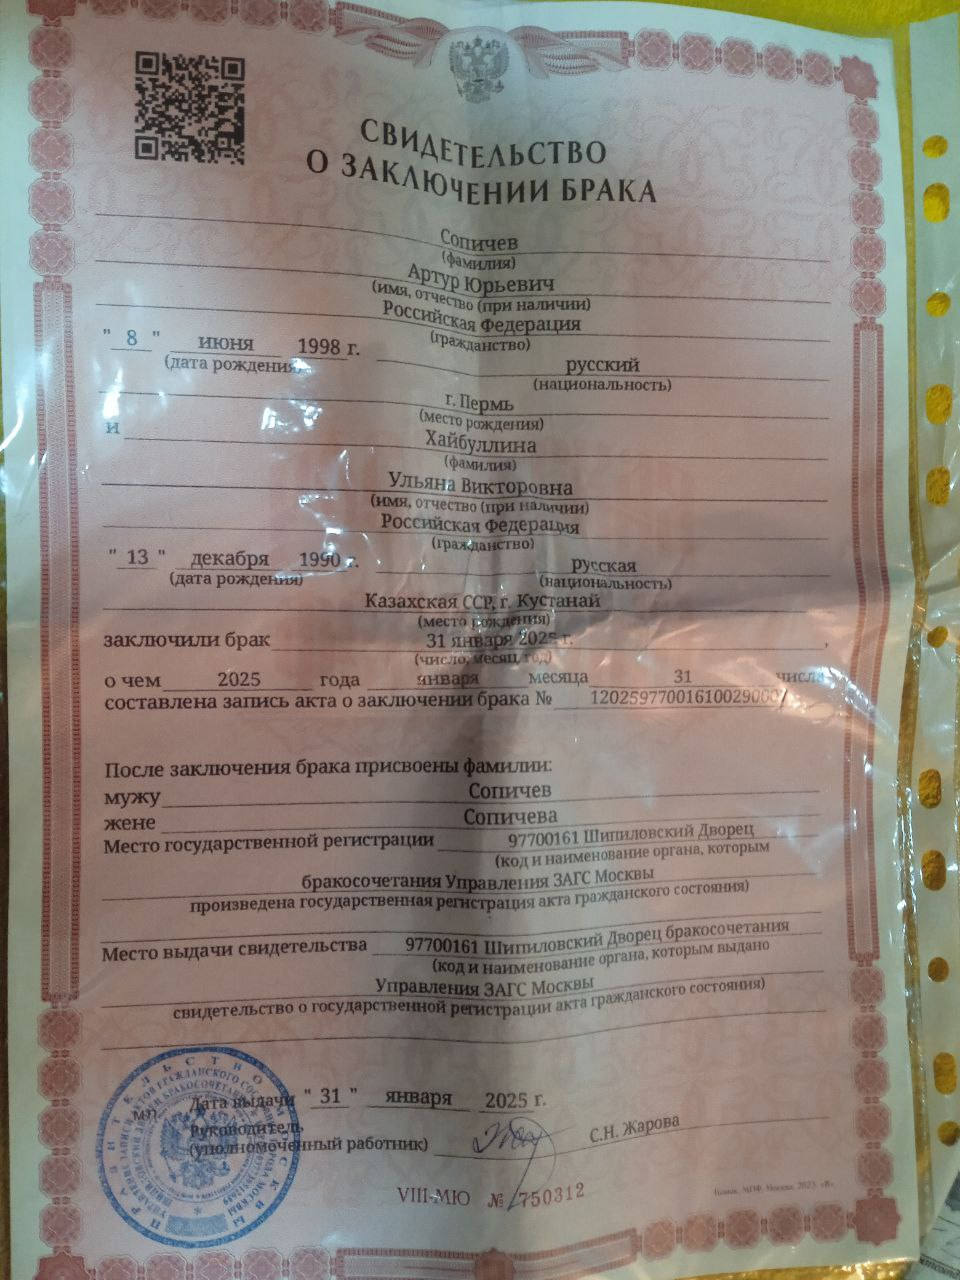 СВИДЕТЕЛЬСТВО
О ЗАКЛЮЧЕНИИ БРАКА
Сопичев
(фамилия)
Артур Юрьевич
(имя, отчество (при наличии)
Российская Федерация
(гражданство)
" 8 " июня 1998 г.
(дата рождения)
русский
(национальность)
г. Пермь
(место рождения)
и
Хайбуллина
(фамилия)
Ульяна Викторовна
(имя, отчество (при наличии)
Российская Федерация
(гражданство)
" 13 " декабря 1990 г.
(дата рождения)
русская
(национальность)
Казахская ССР, г. Кустанай
(место рождения)
заключили брак 31 января 2025 г. ,
(число, месяц, год)
о чем 2025 года января месяца 31 числа
составлена запись акта о заключении брака №
После заключения брака присвоены фамилии:
мужу Сопичев
жене Сопичева
Место государственной регистрации 97700161 Шипиловский Дворец
(код и наименование органа, которым
бракосочетания Управления ЗАГС Москвы
произведена государственная регистрация акта гражданского состояния)
Место выдачи свидетельства 97700161 Шипиловский Дворец бракосочетания
(код и наименование органа, которым выдано
Управления ЗАГС Москвы
свидетельство о государственной регистрации акта гражданского состояния)
М.П. Дата выдачи " 31 " января 2025 г.
Руководитель
(уполномоченный работник) С.Н. Жарова
VIII-МЮ № 750312